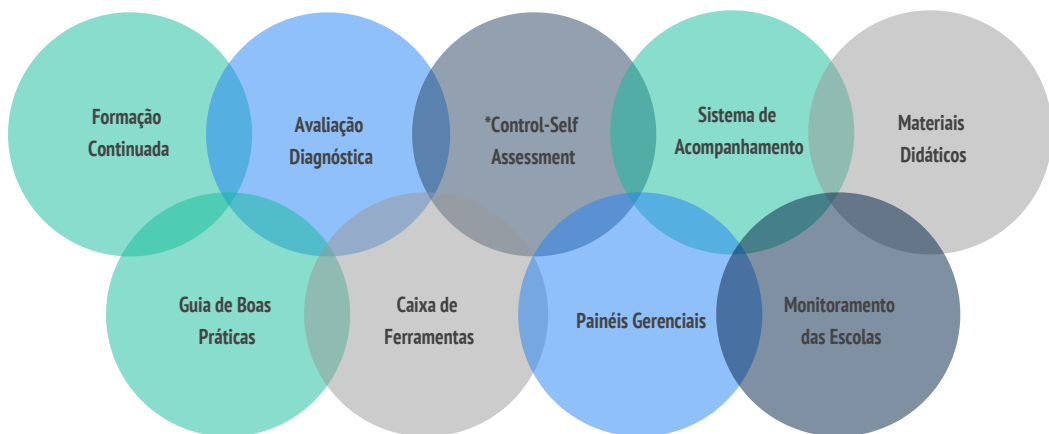 Formação
Continuada
Avaliação
Diagnóstica
*Control-Self
Assessment
Sistema de
Acompanhamento
Materiais
Didáticos
Guia de Boas
Práticas
Caixa de
Ferramentas
Painéis Gerenciais
Monitoramento
das Escolas